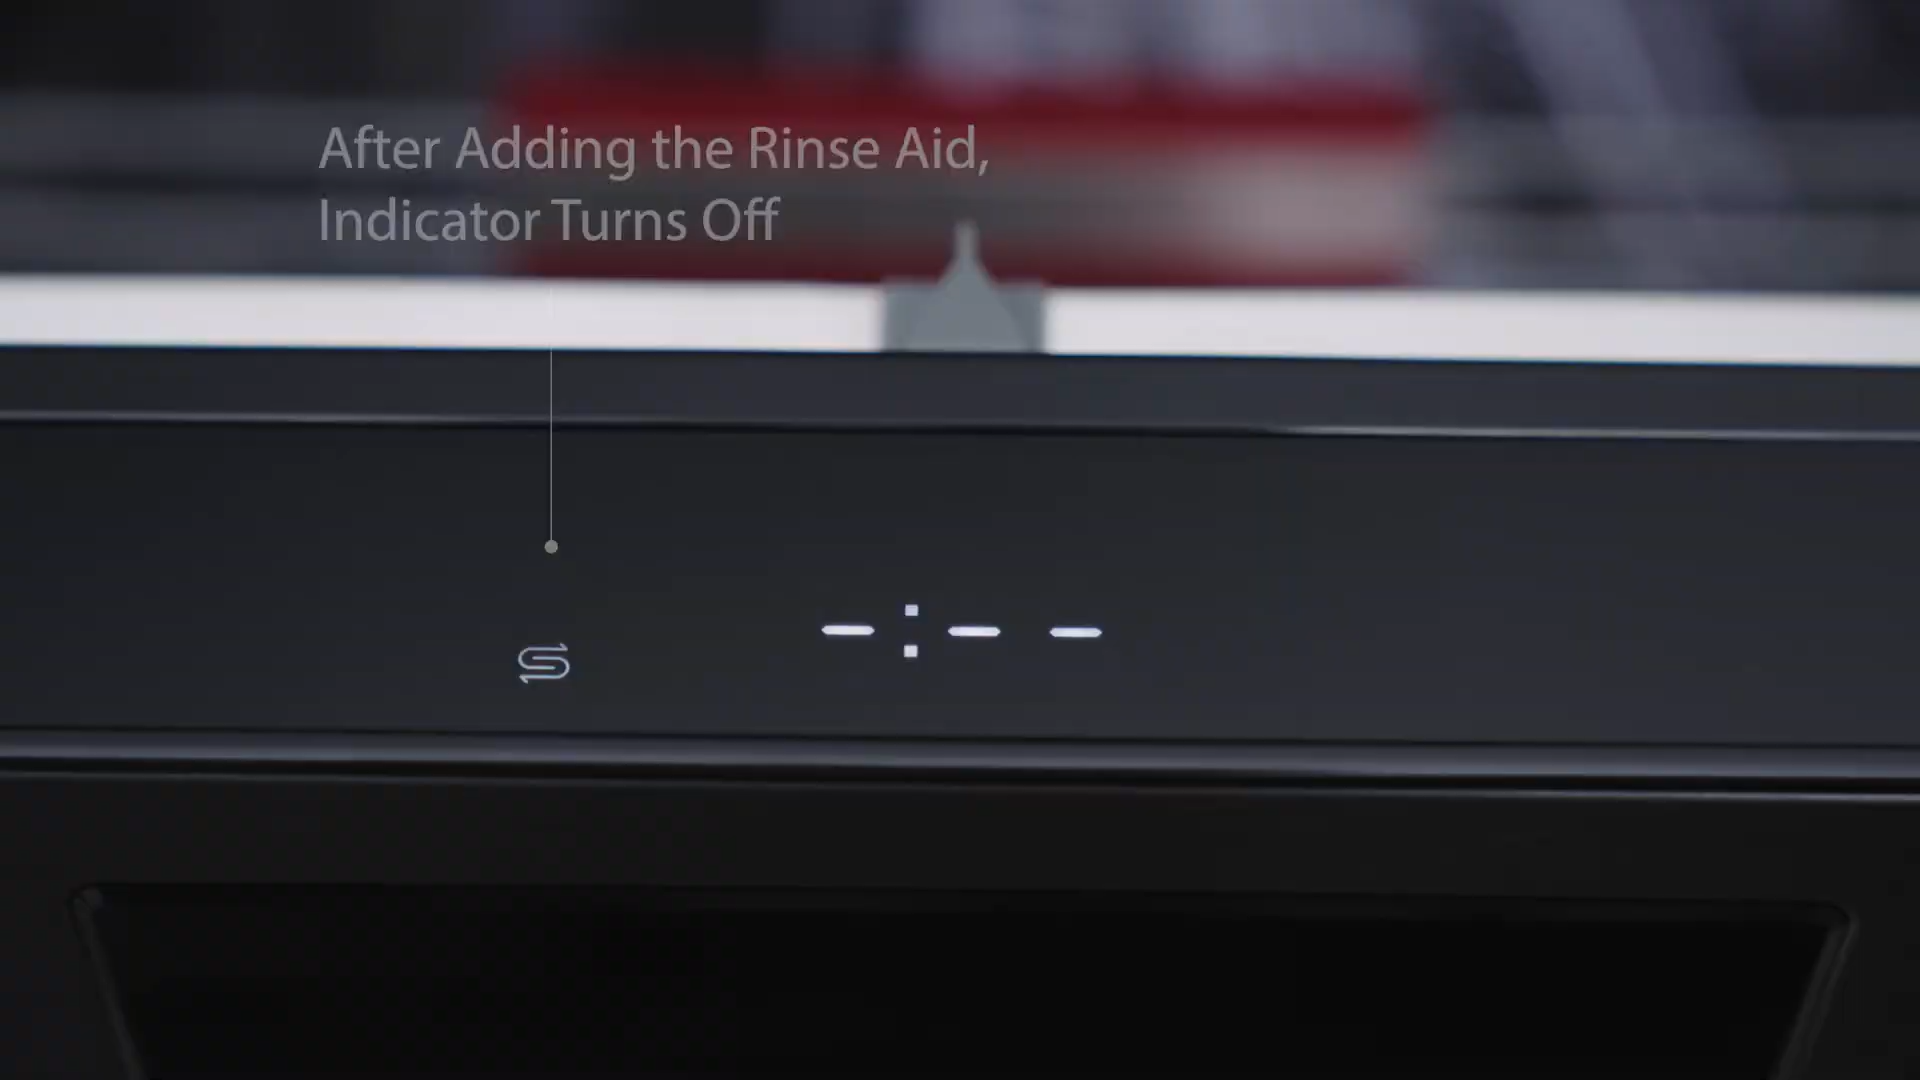 After Adding the Rinse Aid,
Indicator Turns Off
-:--